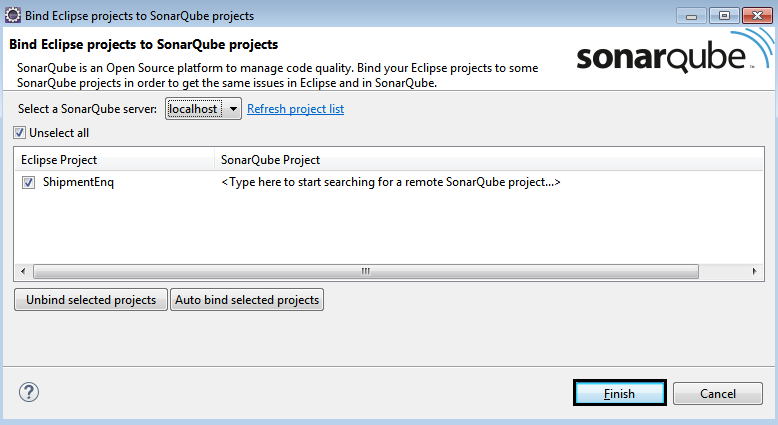 Bind Eclipse projects to SonarQube projects
Bind Eclipse projects to SonarQube projects
SonarQube is an Open Source platform to manage code quality. Bind your Eclipse projects to some
SonarQube projects in order to get the same issues in Eclipse and in SonarQube.
sonarqube™
Select a SonarQube server: localhost Refresh project list
Unselect all
Eclipse Project SonarQube Project
ShipmentEnq <Type here to start searching for a remote SonarQube project...>
Unbind selected projects Auto bind selected projects
? Finish Cancel